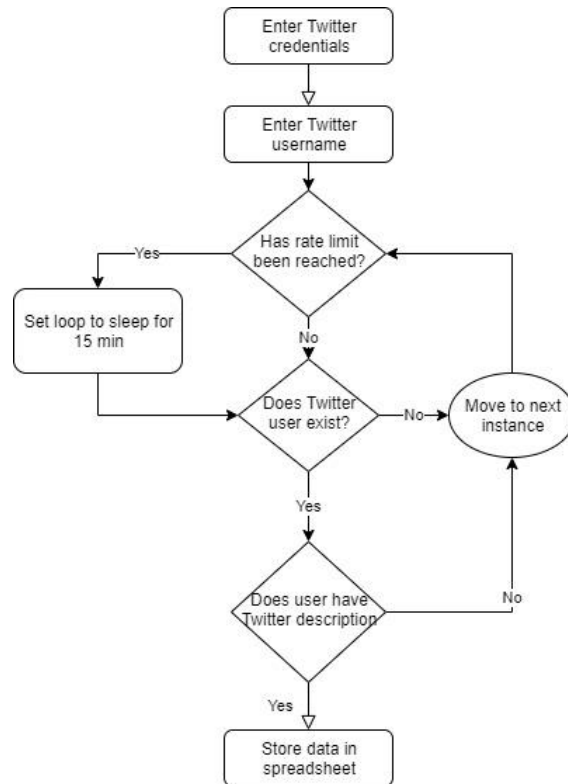 Enter Twitter
credentials
Enter Twitter
username
Has rate limit
been reached?
Yes
Set loop to sleep for
15 min
No
Does Twitter
user exist?
No
Move to next
instance
Yes
Does user have
Twitter description
No
Yes
Store data in
spreadsheet